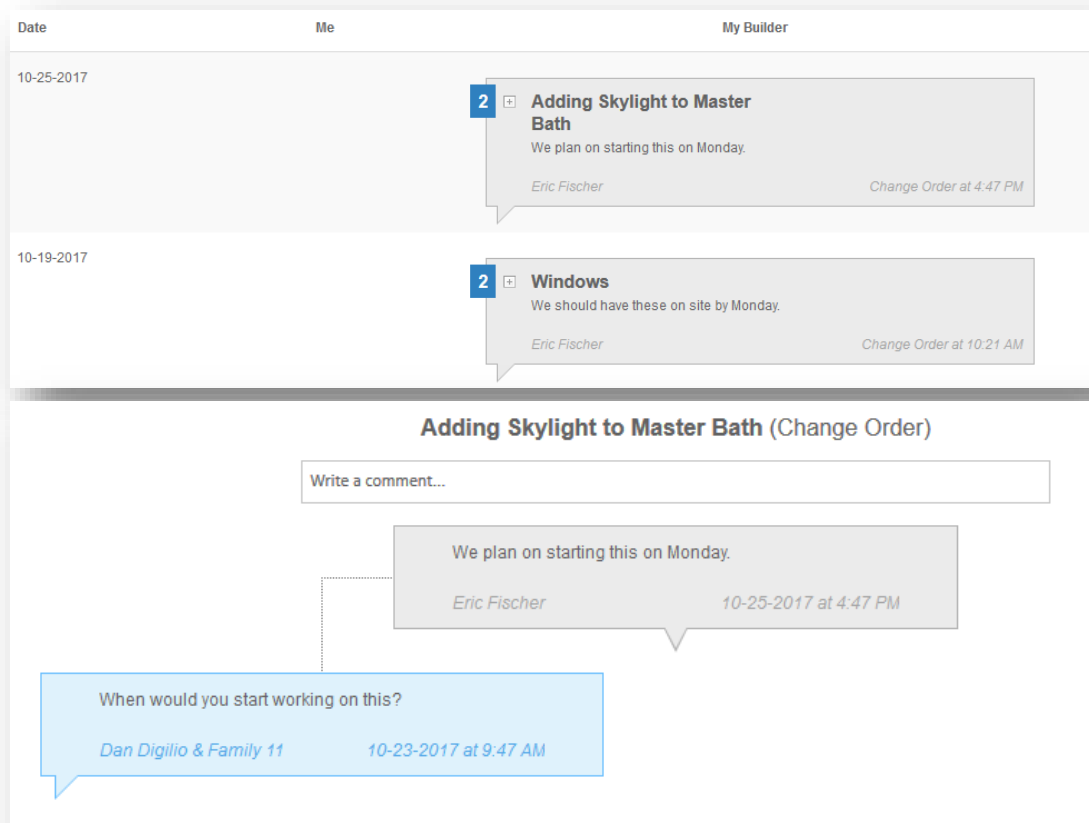 Date Me My Builder
10-25-2017
2 Adding Skylight to Master
Bath
We plan on starting this on Monday.
Eric Fischer Change Order at 4:47 PM
10-19-2017
2 Windows
We should have these on site by Monday.
Eric Fischer Change Order at 10:21 AM
Adding Skylight to Master Bath (Change Order)
Write a comment...
We plan on starting this on Monday.
Eric Fischer 10-25-2017 at 4:47 PM
When would you start working on this?
Dan Digilio & Family 11 10-23-2017 at 9:47 AM